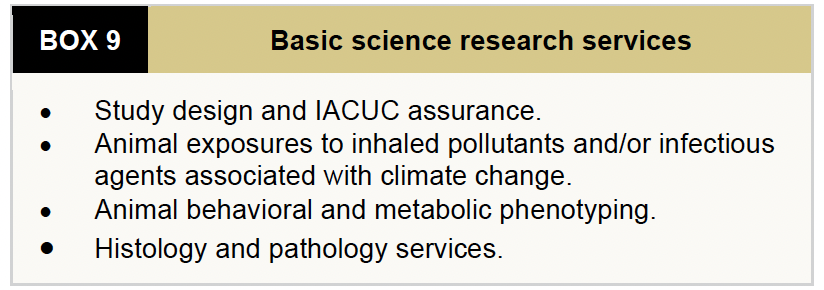 BOX 9 Basic science research services
• Study design and IACUC assurance.
• Animal exposures to inhaled pollutants and/or infectious
agents associated with climate change.
• Animal behavioral and metabolic phenotyping.
• Histology and pathology services.